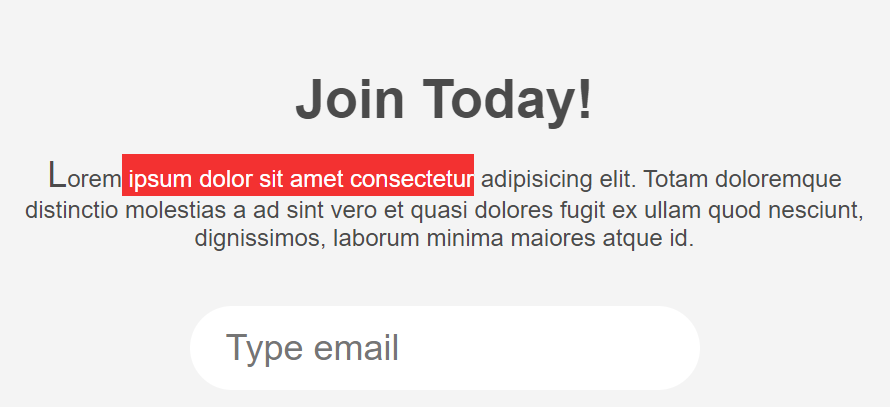 Join Today!
Lorem ipsum dolor sit amet consectetur adipisicing elit. Totam doloremque
distinctio molestias a ad sint vero et quasi dolores fugit ex ullam quod nesciunt,
dignissimos, laborum minima maiores atque id.
Type email